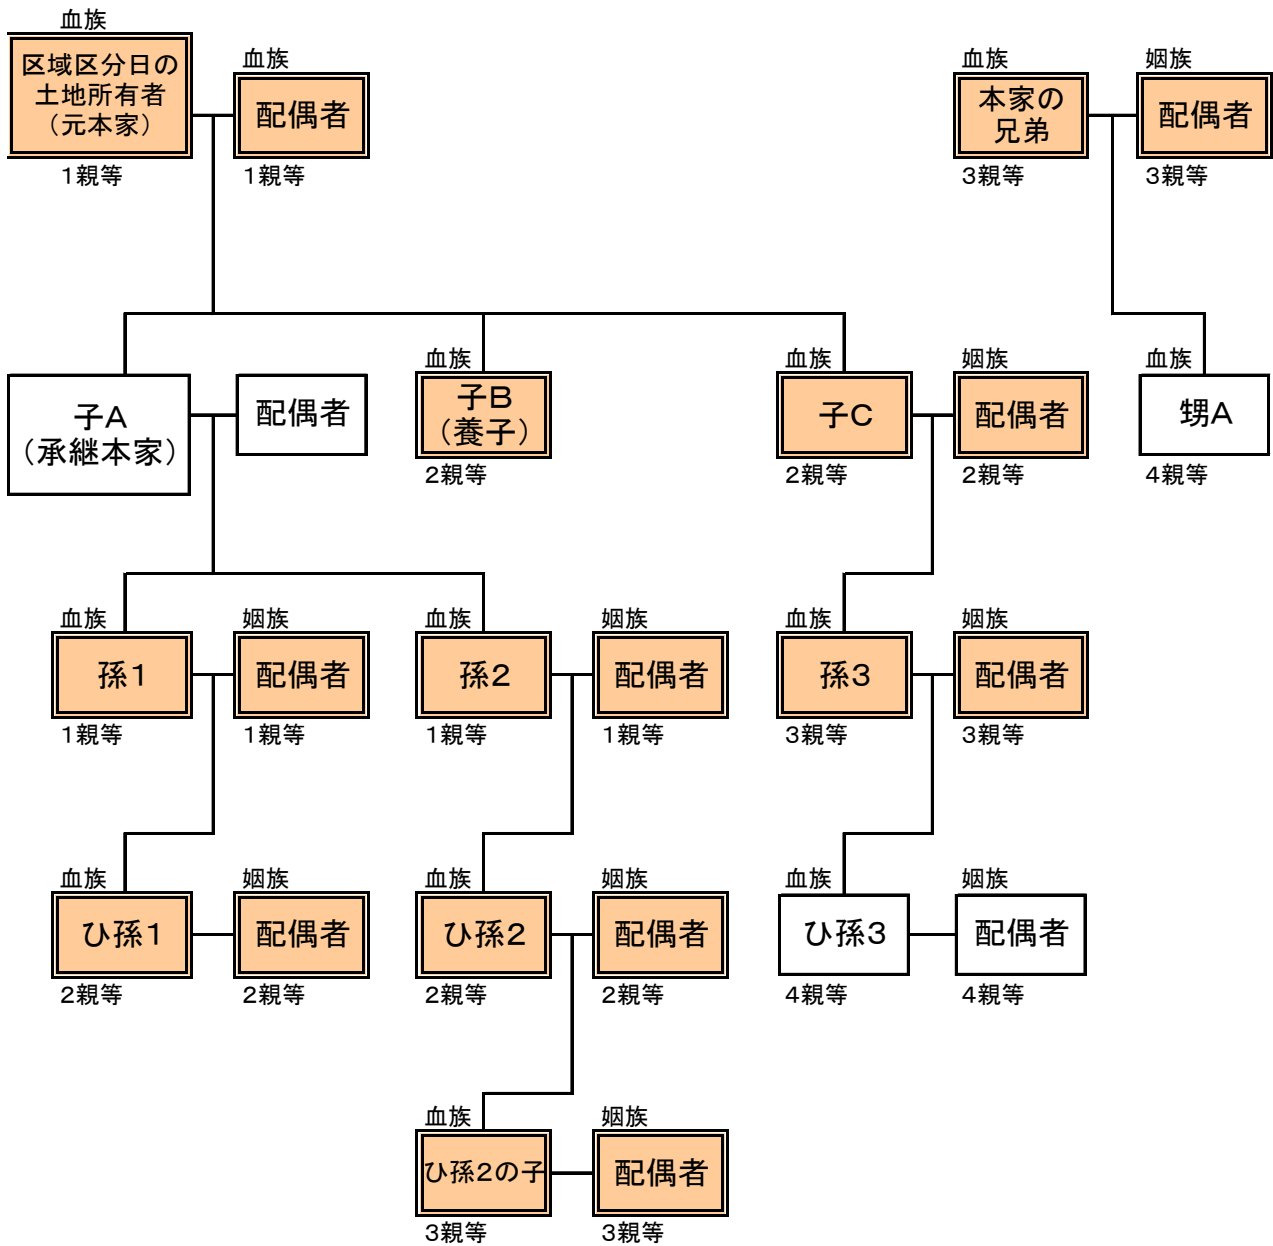 血族
区域区分日の
土地所有者
（元本家）
1親等
血族
配偶者
1親等
血族
本家の
兄弟
3親等
姻族
配偶者
3親等
子A
（承継本家）
配偶者
血族
子B
（養子）
2親等
血族
子C
2親等
姻族
配偶者
2親等
血族
甥A
4親等
血族
孫1
1親等
姻族
配偶者
1親等
血族
孫2
1親等
姻族
配偶者
1親等
血族
孫3
3親等
姻族
配偶者
3親等
血族
ひ孫1
2親等
姻族
配偶者
2親等
血族
ひ孫2
2親等
姻族
配偶者
2親等
血族
ひ孫3
4親等
姻族
配偶者
4親等
血族
ひ孫2の子
3親等
姻族
配偶者
3親等